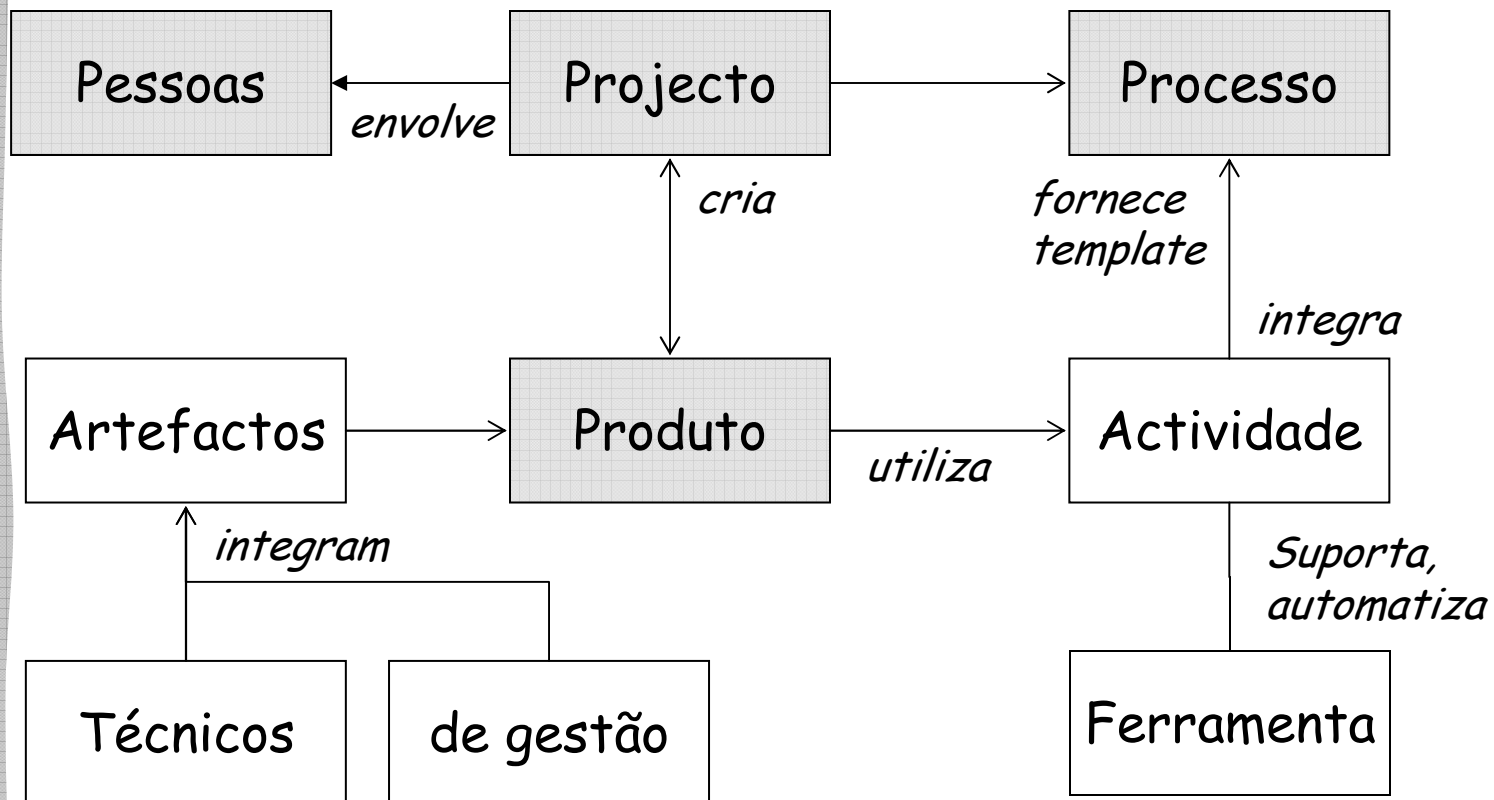 Pessoas
Projecto
Processo
envolve
cria
fornece
template
integra
Artefactos
Produto
Actividade
utiliza
integram
Suporta,
automatiza
Técnicos
de gestão
Ferramenta